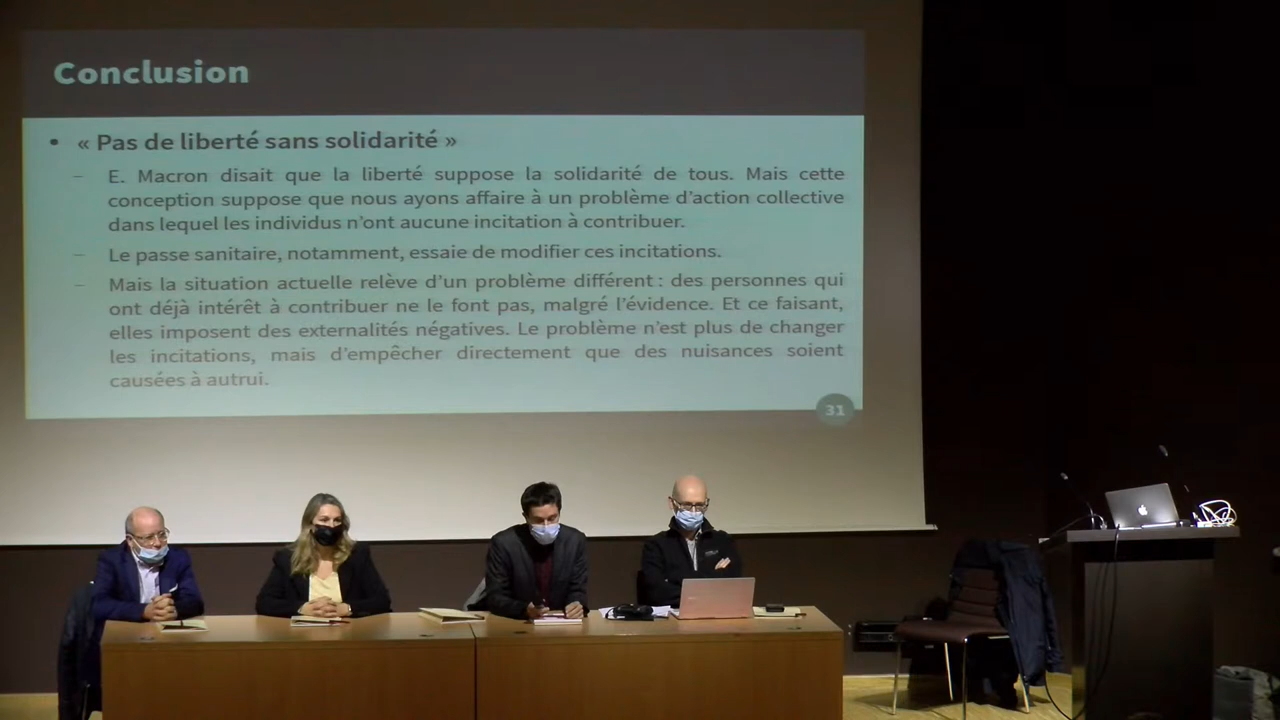 Conclusion
• « Pas de liberté sans solidarité »
– E. Macron disait que la liberté suppose la solidarité de tous. Mais cette
conception suppose que nous ayons affaire à un problème d'action collective
dans lequel les individus n'ont aucune incitation à contribuer.
– Le passe sanitaire, notamment, essaie de modifier ces incitations.
– Mais la situation actuelle relève d'un problème différent : des personnes qui
ont déjà intérêt à contribuer ne le font pas, malgré l'évidence. Et ce faisant,
elles imposent des externalités négatives. Le problème n'est plus de changer
les incitations, mais d'empêcher directement que des nuisances soient
causées à autrui.
31